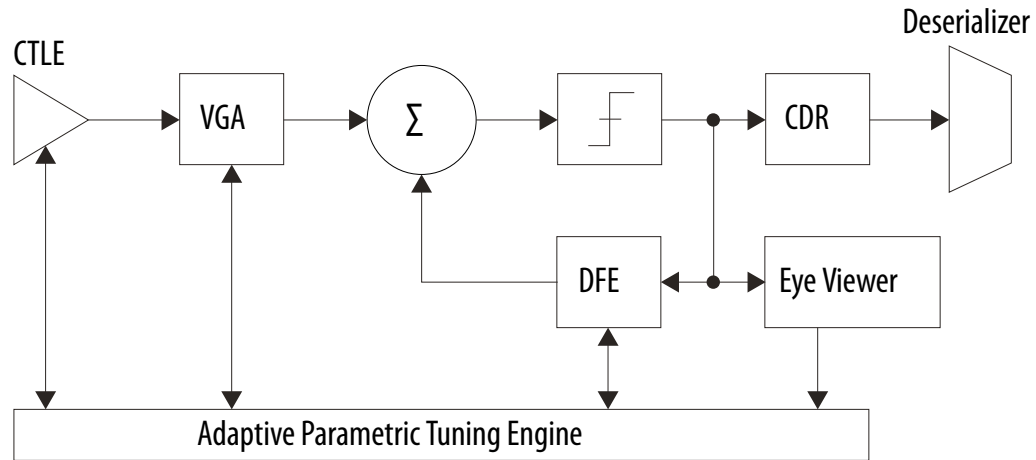 Deserializer
CTLE
VGA
Σ
CDR
DFE
Eye Viewer
Adaptive Parametric Tuning Engine